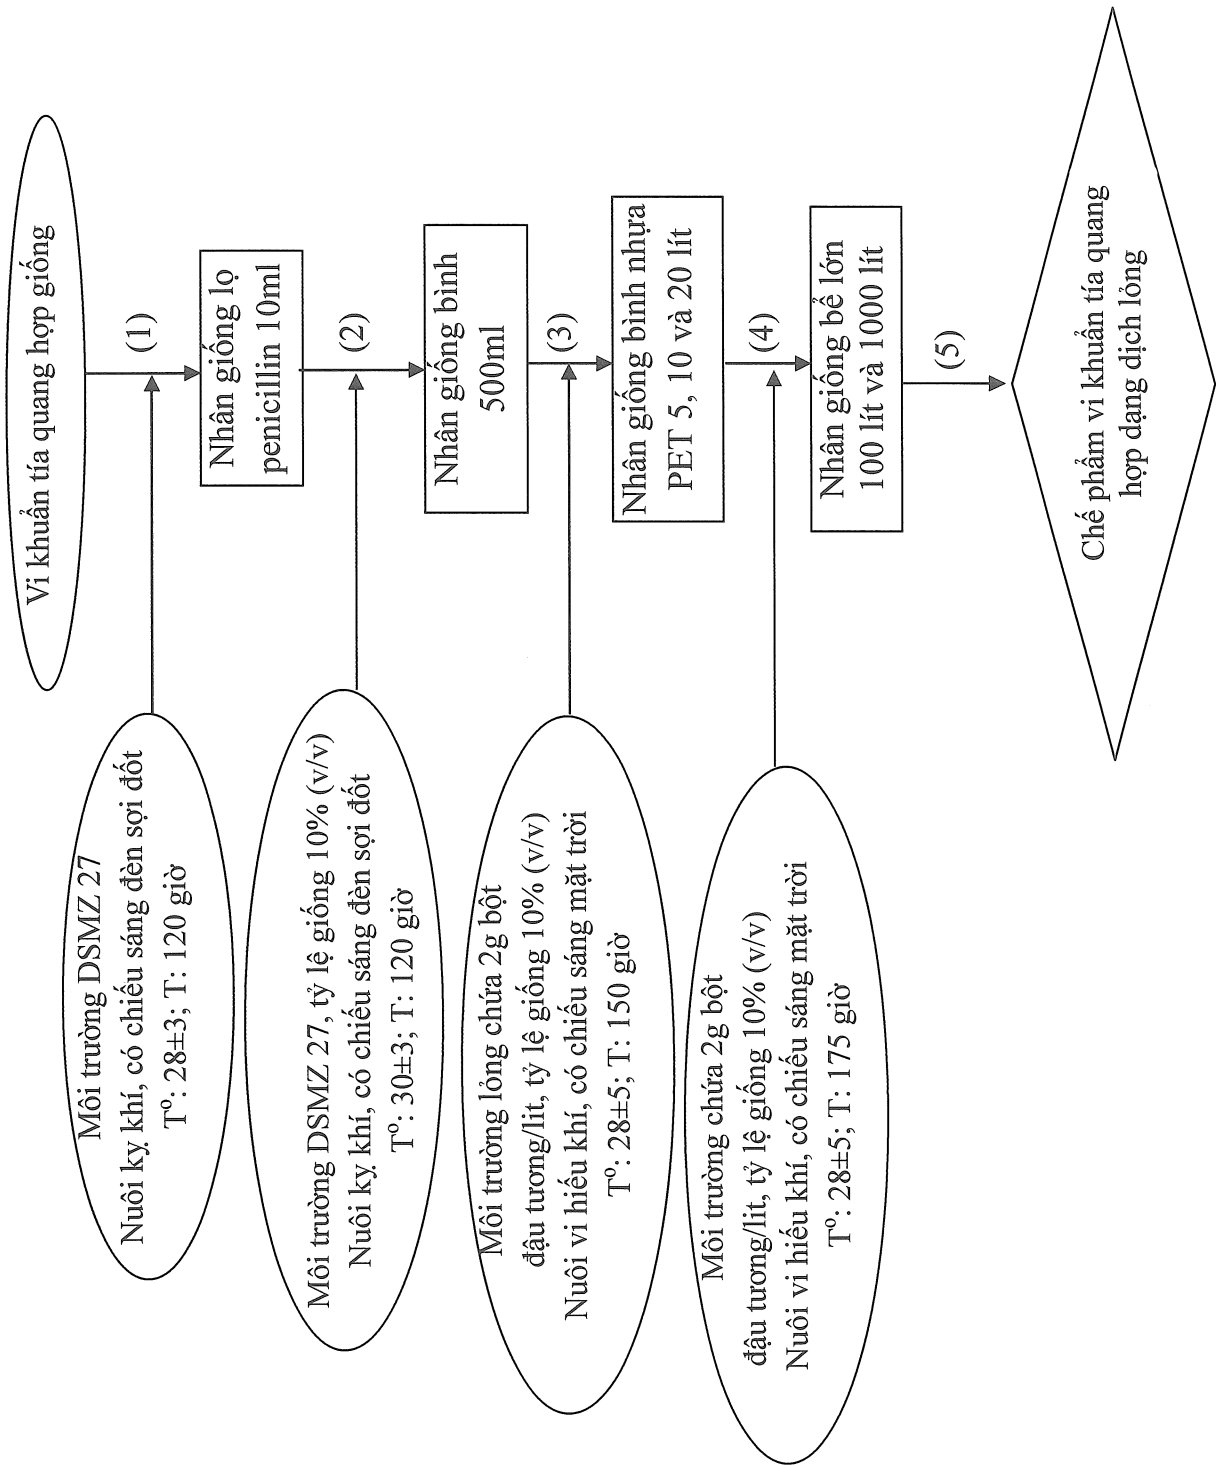 Vi khuẩn tía quang hợp giống
(1)
Môi trường DSMZ 27
Nuôi kỵ khí, có chiếu sáng đèn sợi đốt
Tº: 28±3; T: 120 giờ
Nhân giống lọ
penicillin 10ml
(2)
Môi trường DSMZ 27, tỷ lệ giống 10% (v/v)
Nuôi kỵ khí, có chiếu sáng đèn sợi đốt
Tº: 30±3; T: 120 giờ
Nhân giống bình
500ml
(3)
Môi trường lỏng chứa 2g bột
đậu tương/lit, tỷ lệ giống 10% (v/v)
Nuôi vi hiếu khí, có chiếu sáng mặt trời
Tº: 28±5; T: 150 giờ
Nhân giống bình nhựa
PET 5, 10 và 20 lít
(4)
Môi trường chứa 2g bột
đậu tương/lit, tỷ lệ giống 10% (v/v)
Nuôi vi hiếu khí, có chiếu sáng mặt trời
Tº: 28±5; T: 175 giờ
Nhân giống bể lớn
100 lít và 1000 lít
(5)
Chế phẩm vi khuẩn tía quang
hợp dạng dịch lỏng